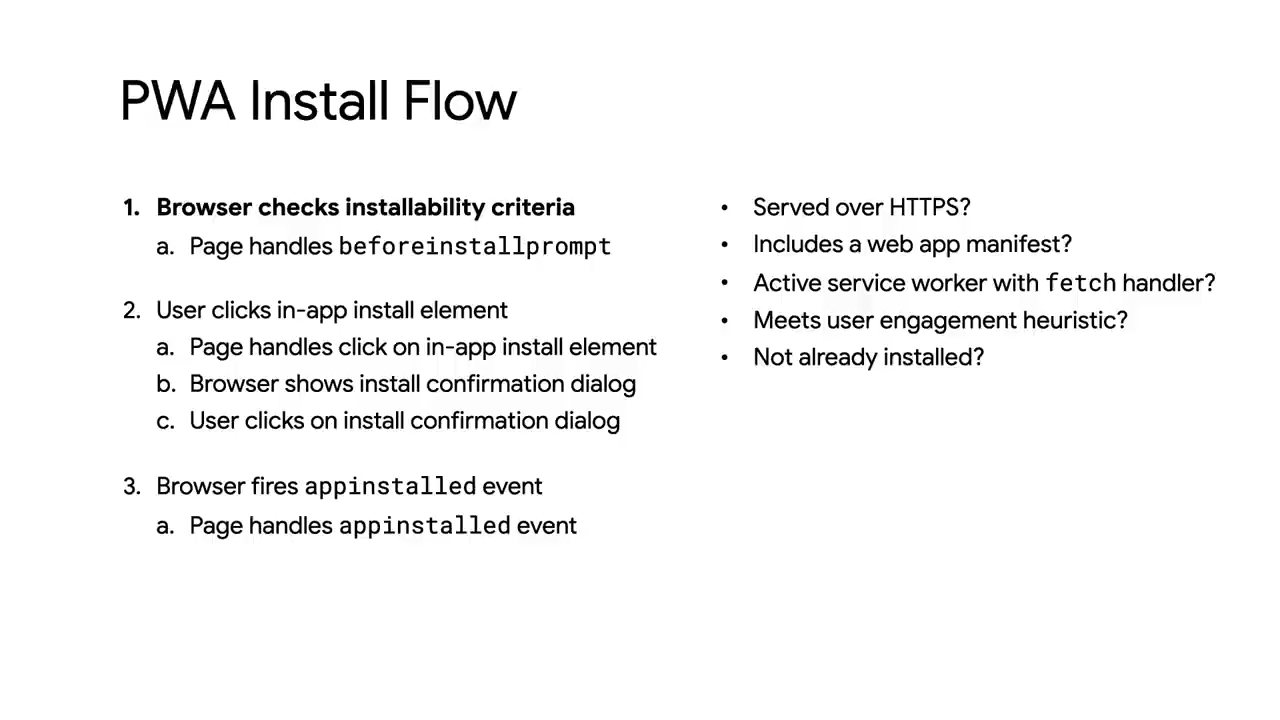 PWA Install Flow
1. Browser checks installability criteria
a. Page handles beforeinstallprompt
2. User clicks in-app install element
a. Page handles click on in-app install element
b. Browser shows install confirmation dialog
c. User clicks on install confirmation dialog
3. Browser fires appinstalled event
a. Page handles appinstalled event
• Served over HTTPS?
• Includes a web app manifest?
• Active service worker with fetch handler?
• Meets user engagement heuristic?
• Not already installed?